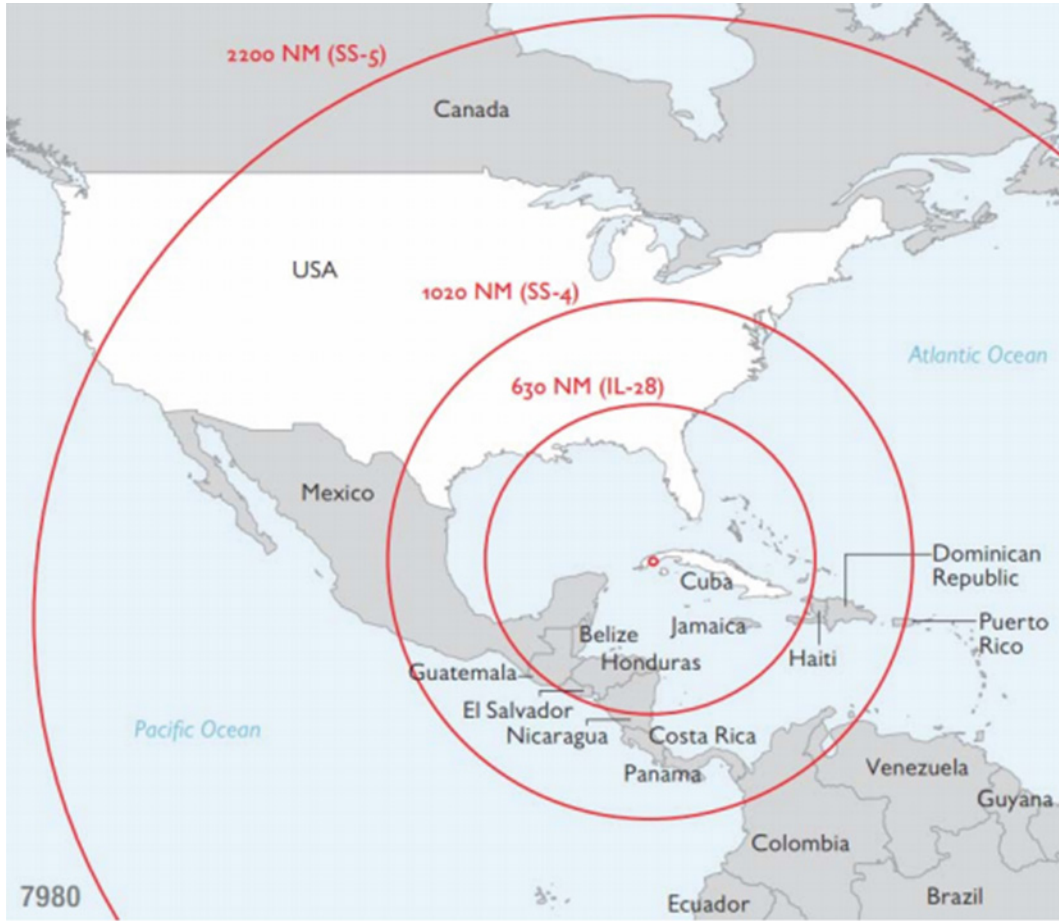 2200 NM (SS-5)
Canada
USA
1020 NM (SS-4)
Atlantic Ocean
630 NM (IL-28)
Mexico
Dominican
Republic
Cuba
Puerto
Rico
Jamaica
Belize
Haiti
Honduras
Guatemala
El Salvador
Pacific Ocean
Nicaragua
Costa Rica
Panama
Venezuela
Guyana
Colombia
7980
Ecuador
Brazil